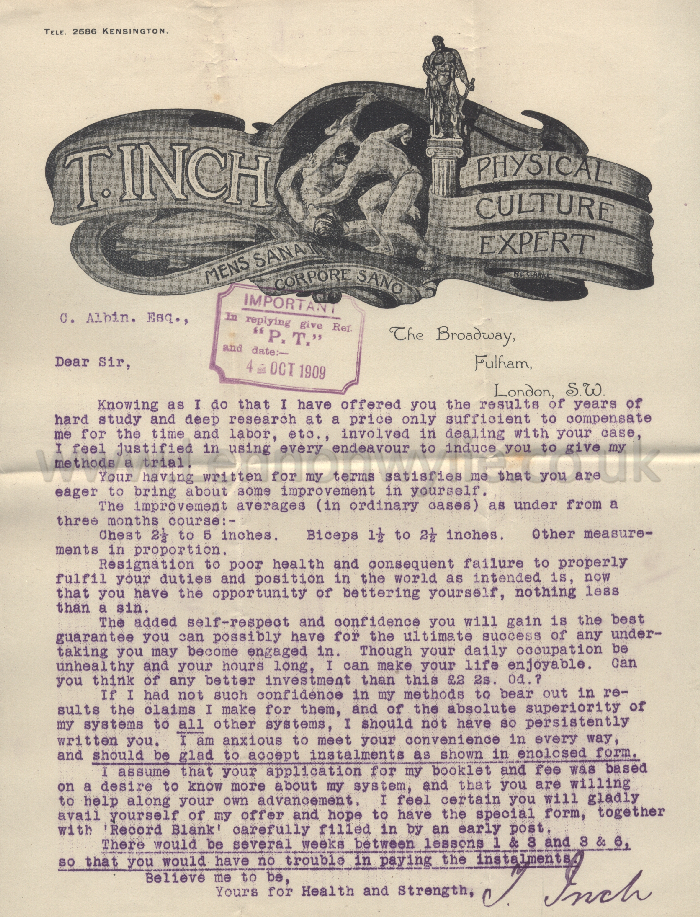 TELE. 2686 KENSINGTON.
T. INCH
PHYSICAL
CULTURE
EXPERT
MENS SANA IN
CORPORE SANO
C. Albin. Esq.,
IMPORTANT
In replying give Ref.
"P. T."
and date:—
4 OCT 1909
The Broadway,
Fulham,
London, S.W.
Dear Sir,
Knowing as I do that I have offered you the results of years of
hard study and deep research at a price only sufficient to compensate
me for the time and labor, etc., involved in dealing with your case,
I feel justified in using every endeavour to induce you to give my
methods a trial.
Your having written for my terms satisfies me that you are
eager to bring about some improvement in yourself.
The improvement averages (in ordinary cases) as under from a
three months course:-
Chest 2½ to 5 inches. Biceps 1½ to 2½ inches. Other measure-
ments in proportion.
Resignation to poor health and consequent failure to properly
fulfil your duties and position in the world as intended is, now
that you have the opportunity of bettering yourself, nothing less
than a sin.
The added self-respect and confidence you will gain is the best
guarantee you can possibly have for the ultimate success of any under-
taking you may become engaged in. Though your daily occupation be
unhealthy and your hours long, I can make your life enjoyable. Can
you think of any better investment than this £2 2s. 0d.?
If I had not such confidence in my methods to bear out in re-
sults the claims I make for them, and of the absolute superiority of
my systems to all other systems, I should not have so persistently
written you. I am anxious to meet your convenience in every way,
and should be glad to accept instalments as shown in enclosed form.
I assume that your application for my booklet and fee was based
on a desire to know more about my system, and that you are willing
to help along your own advancement. I feel certain you will gladly
avail yourself of my offer and hope to have the special form, together
with 'Record Blank' carefully filled in by an early post.
There would be several weeks between lessons 1 & 3 and 3 & 6,
so that you would have no trouble in paying the instalments.
Believe me to be,
Yours for Health and Strength,
T. Inch